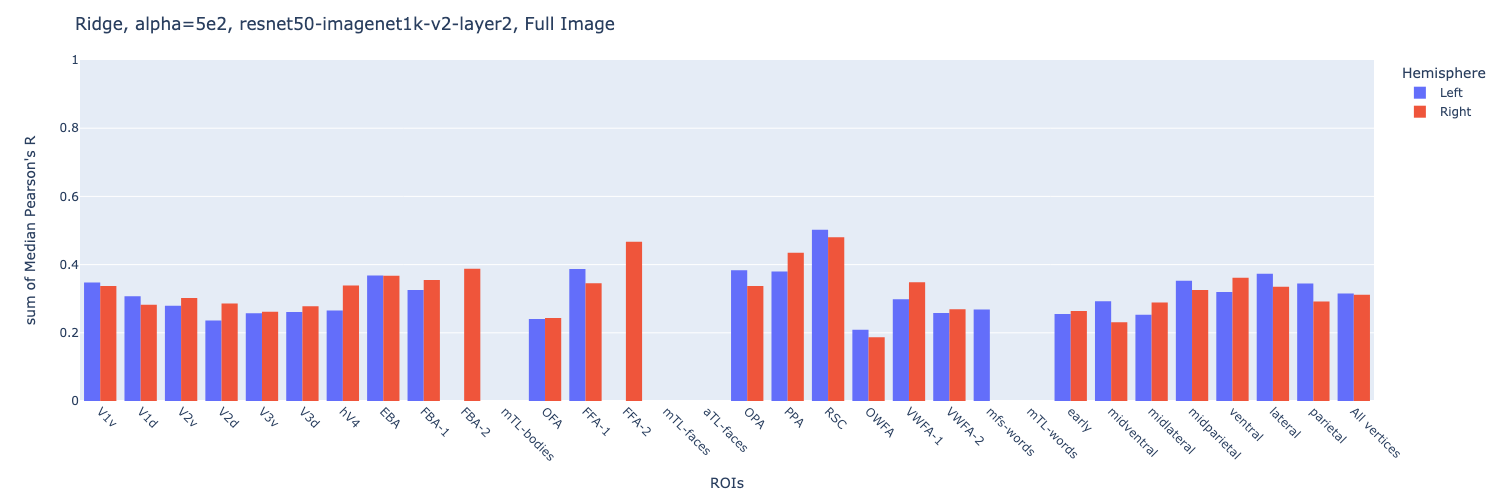 Ridge, alpha=5e2, resnet50-imagenet1k-v2-layer2, Full Image
Hemisphere
Left
Right
sum of Median Pearson's R
1
0.8
0.6
0.4
0.2
0
V1v
V1d
V2v
V2d
V3v
V3d
hV4
EBA
FBA-1
FBA-2
mTL-bodies
OFA
FFA-1
FFA-2
mTL-faces
aTL-faces
OPA
PPA
RSC
OWFA
VWFA-1
VWFA-2
mfs-words
mTL-words
early
midventral
midlateral
midparietal
ventral
lateral
parietal
All vertices
ROIs